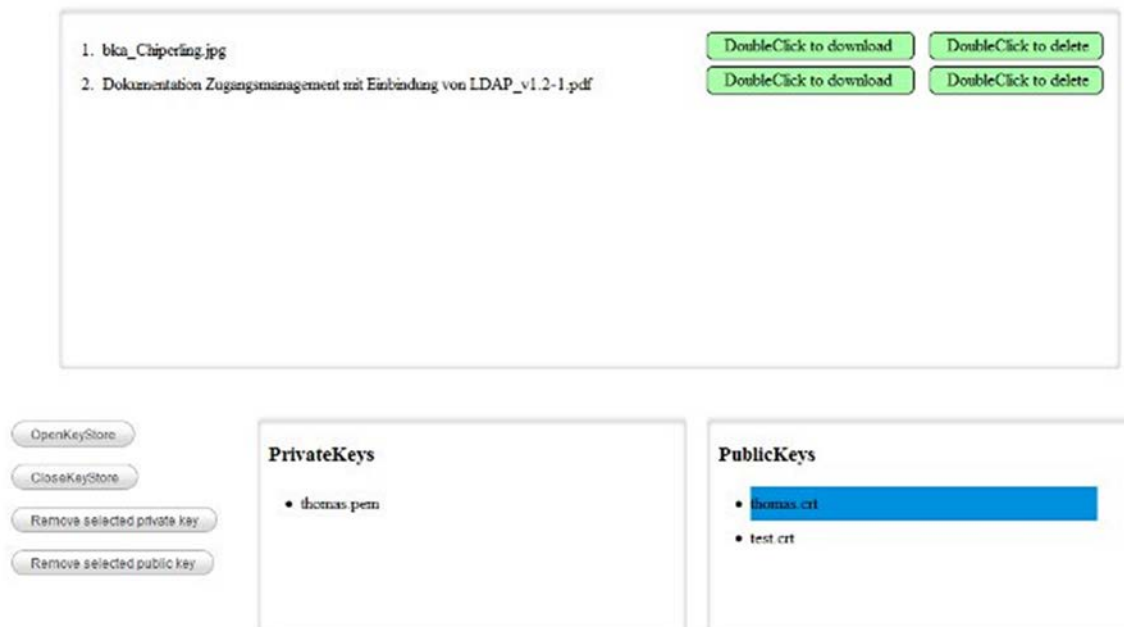 1. bka_Chiperling.jpg DoubleClick to download DoubleClick to delete
2. Dokumentation Zugangsmanagement mit Einbindung von LDAP_v1.2-1.pdf DoubleClick to download DoubleClick to delete
OpenKeyStore
CloseKeyStore
Remove selected private key
Remove selected public key
PrivateKeys
• thomas.pem
PublicKeys
• thomas.crt
• test.crt